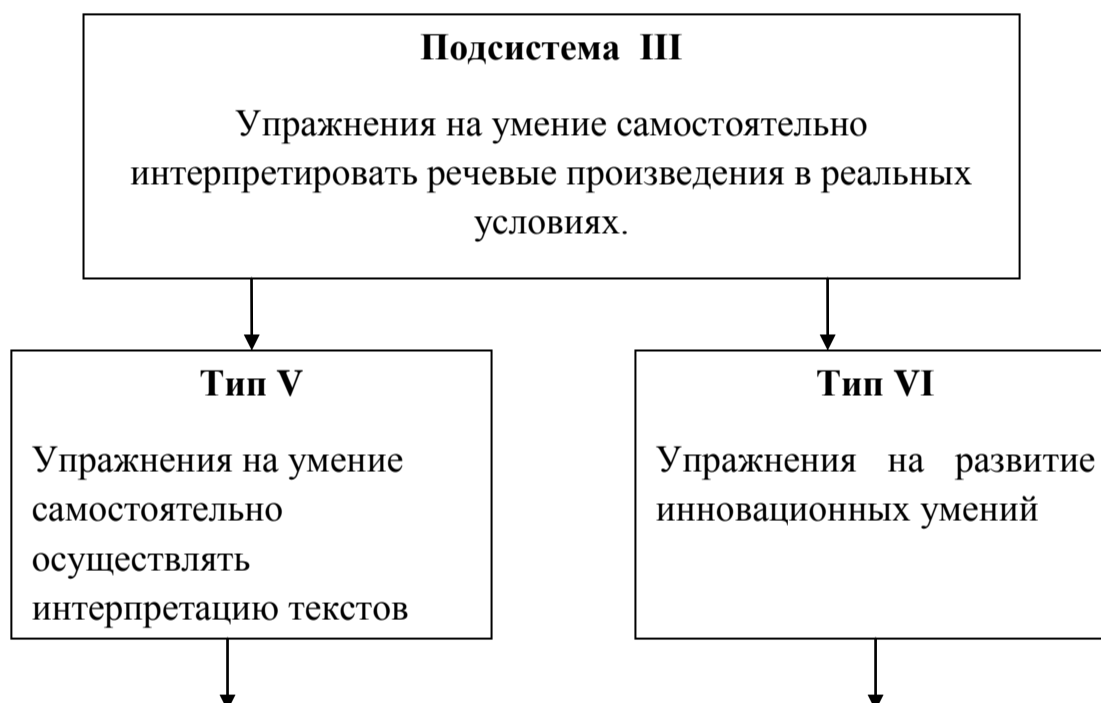 Подсистема III
Упражнения на умение самостоятельно
интерпретировать речевые произведения в реальных
условиях.
Тип V
Упражнения на умение
самостоятельно
осуществлять
интерпретацию текстов
Тип VI
Упражнения на развитие
инновационных умений